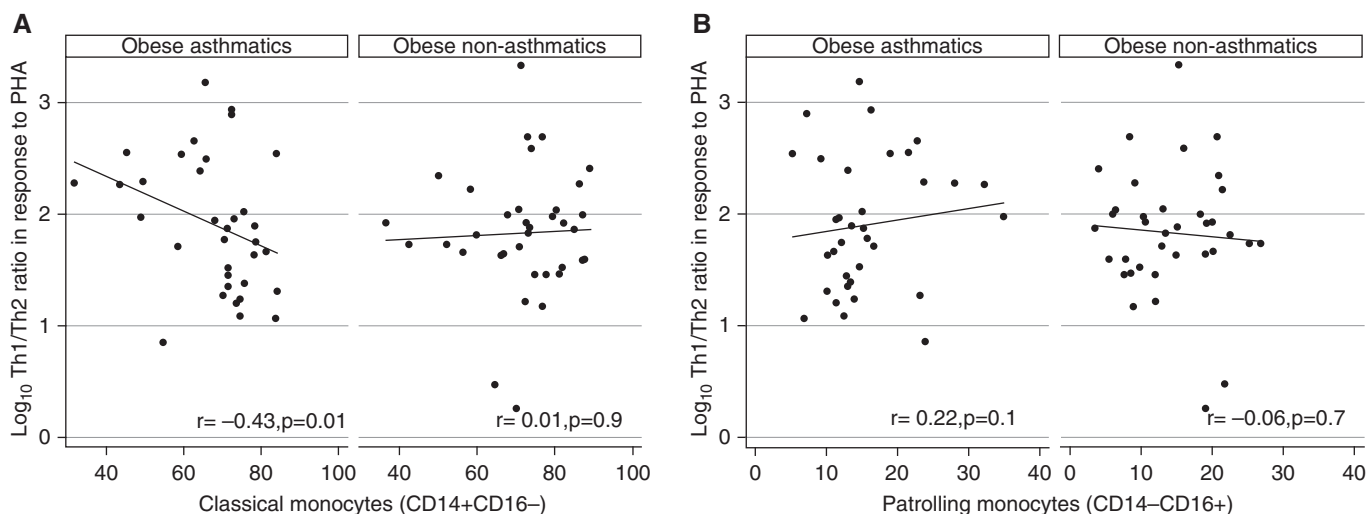 A
B
Obese asthmatics
Obese non-asthmatics
Obese asthmatics
Obese non-asthmatics
Log₁₀ Th1/Th2 ratio in response to PHA
3
2
1
0
r= –0.43,p=0.01
r= 0.01,p=0.9
40 60 80 100
40 60 80 100
Classical monocytes (CD14+CD16–)
Log₁₀ Th1/Th2 ratio in response to PHA
3
2
1
0
r= 0.22,p=0.1
r= –0.06,p=0.7
0 10 20 30 40
0 10 20 30 40
Patrolling monocytes (CD14–CD16+)